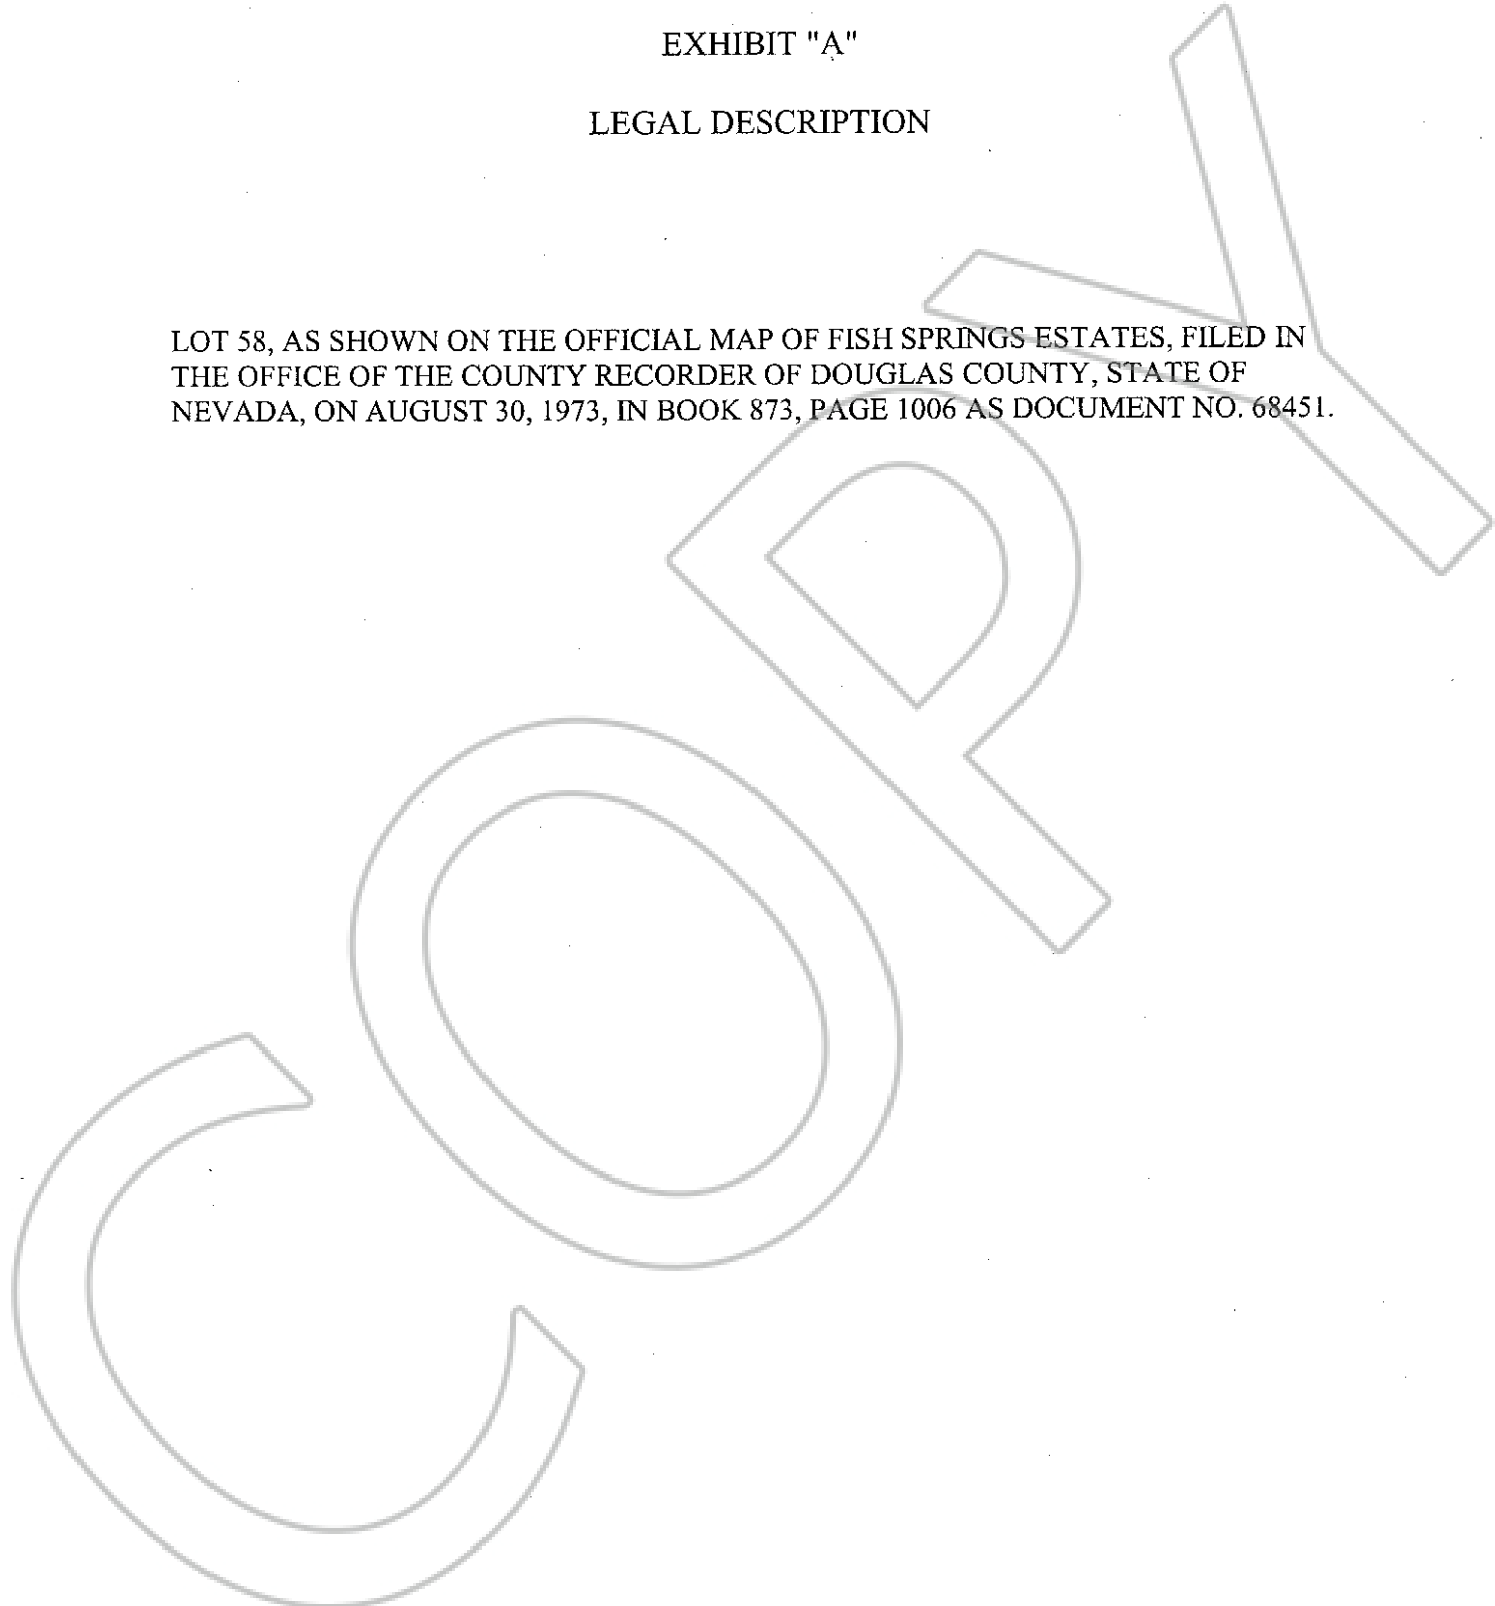 EXHIBIT "A"
LEGAL DESCRIPTION
LOT 58, AS SHOWN ON THE OFFICIAL MAP OF FISH SPRINGS ESTATES, FILED IN
THE OFFICE OF THE COUNTY RECORDER OF DOUGLAS COUNTY, STATE OF
NEVADA, ON AUGUST 30, 1973, IN BOOK 873, PAGE 1006 AS DOCUMENT NO. 68451.
COPY